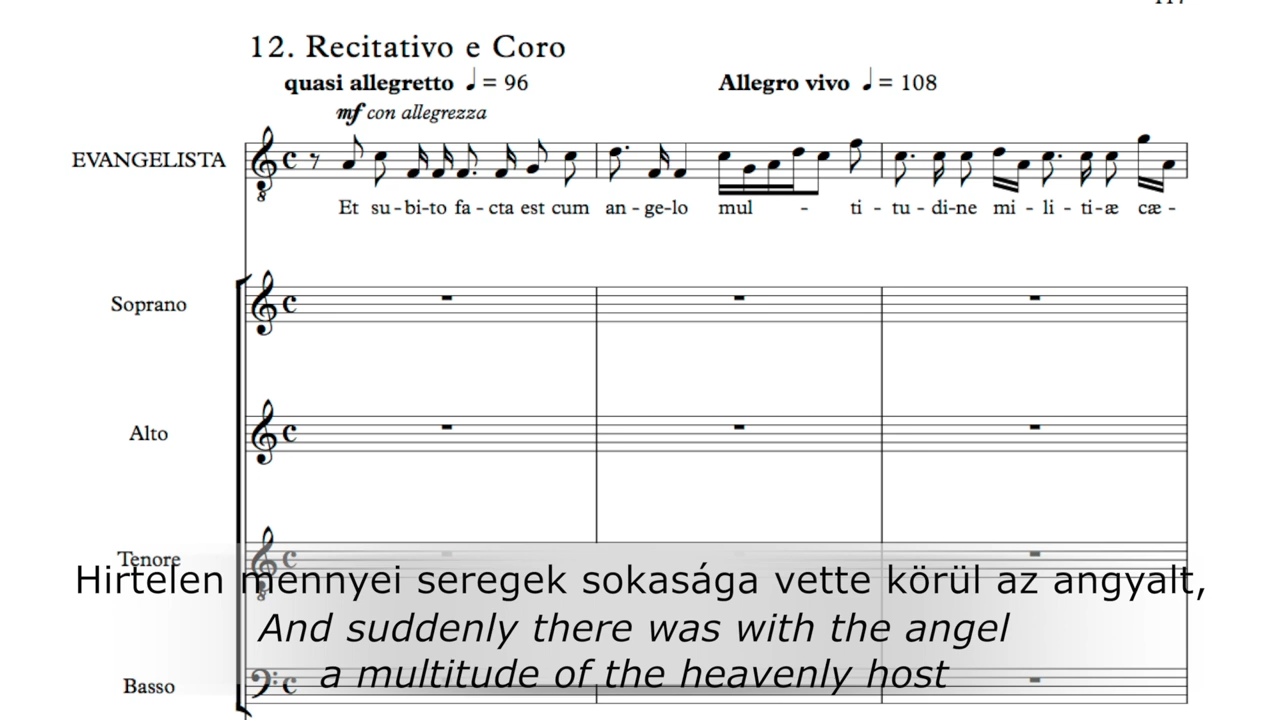 12. Recitativo e Coro
quasi allegretto ♩ = 96 Allegro vivo ♩ = 108
mf con allegrezza
EVANGELISTA
Et su-bi-to fa-cta est cum an-ge-lo mul - ti - tu - di-ne mi - li - ti-æ cæ -
Soprano
Alto
Tenore
Hirtelen mennyei seregek sokasága vette körül az angyalt,
And suddenly there was with the angel
a multitude of the heavenly host
Basso